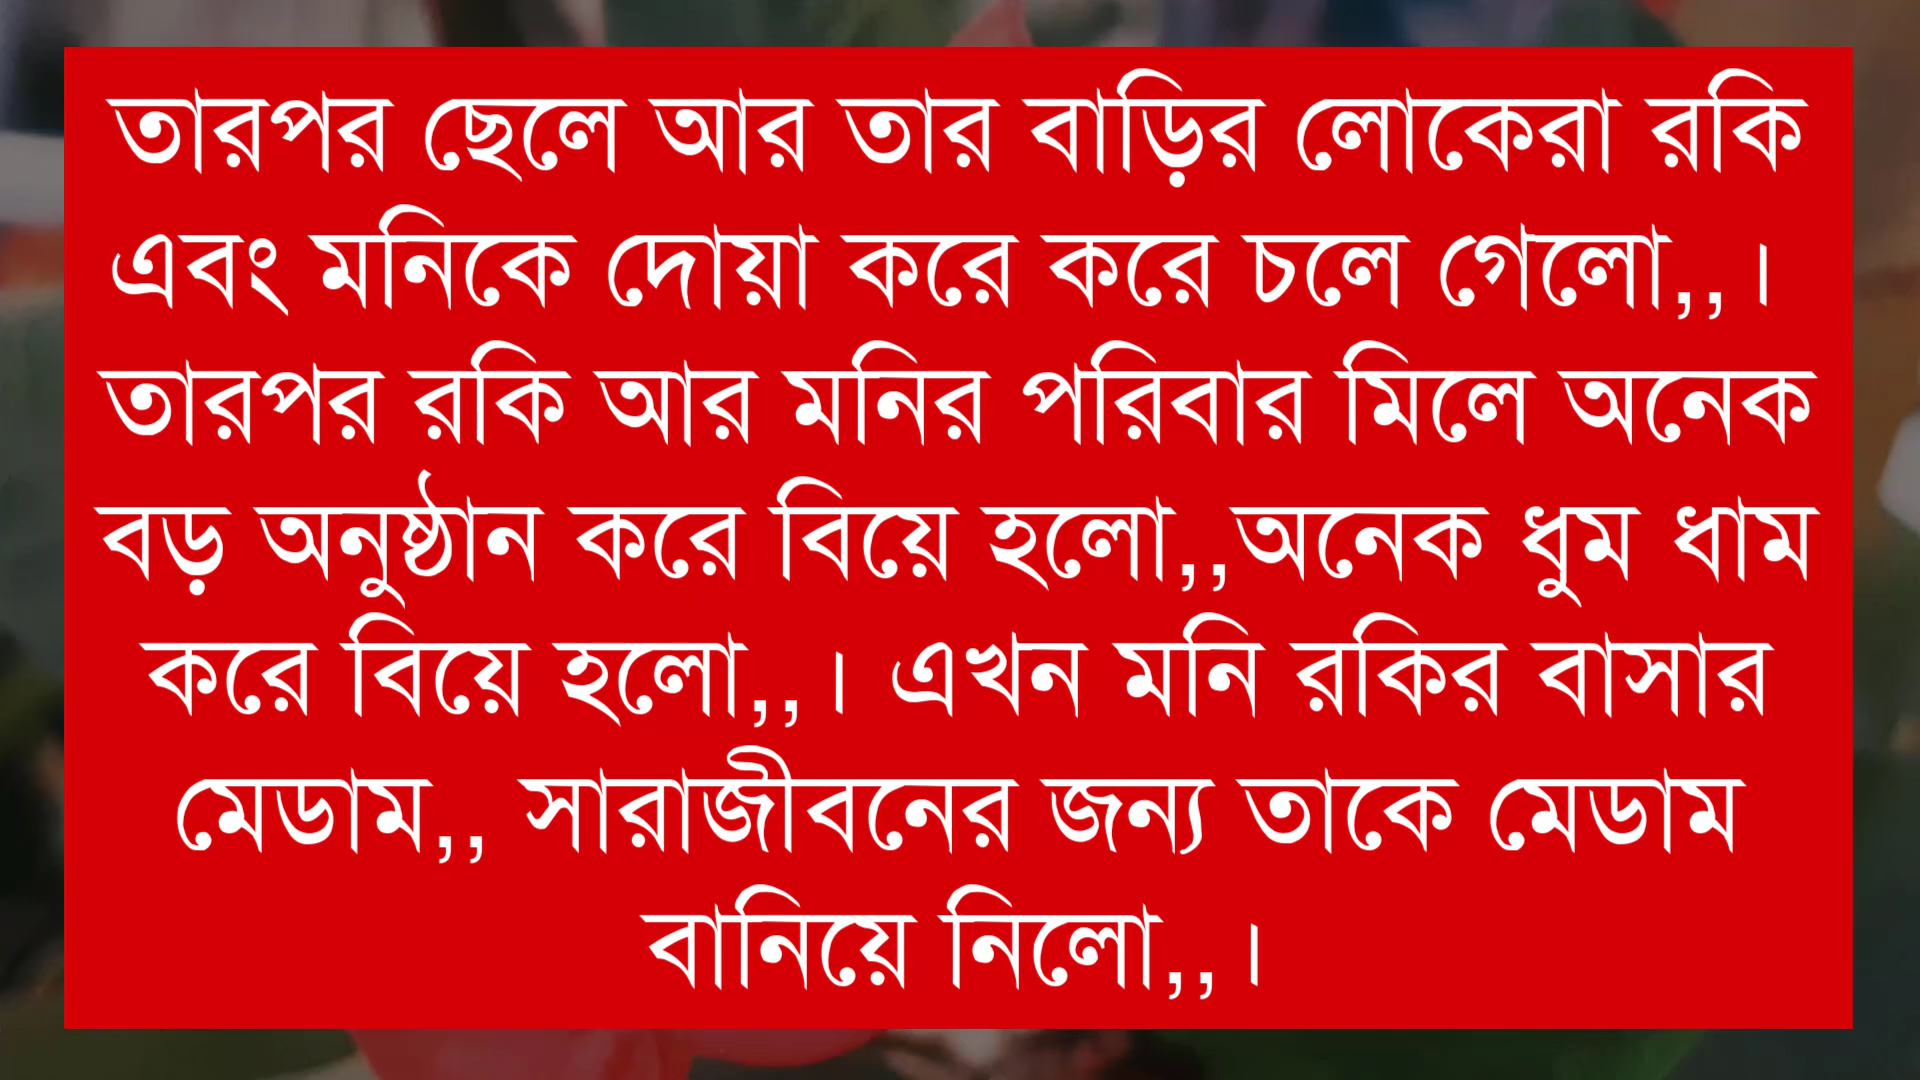 তারপর ছেলে আর তার বাড়ির লোকেরা রকি
এবং মনিকে দোয়া করে করে চলে গেলো,,।
তারপর রকি আর মনির পরিবার মিলে অনেক
বড় অনুষ্ঠান করে বিয়ে হলো,,অনেক ধুম ধাম
করে বিয়ে হলো,,। এখন মনি রকির বাসার
মেডাম,, সারাজীবনের জন্য তাকে মেডাম
বানিয়ে নিলো,,।